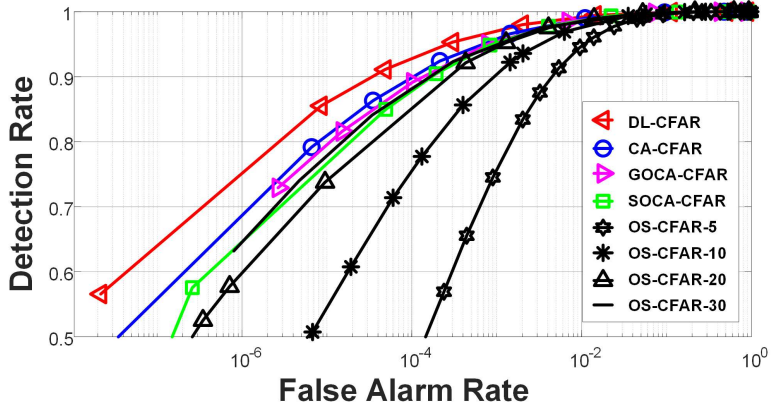 1
0.9
0.8
0.7
0.6
0.5
Detection Rate
10^-6
10^-4
10^-2
10^0
False Alarm Rate
DL-CFAR
CA-CFAR
GOCA-CFAR
SOCA-CFAR
OS-CFAR-5
OS-CFAR-10
OS-CFAR-20
OS-CFAR-30